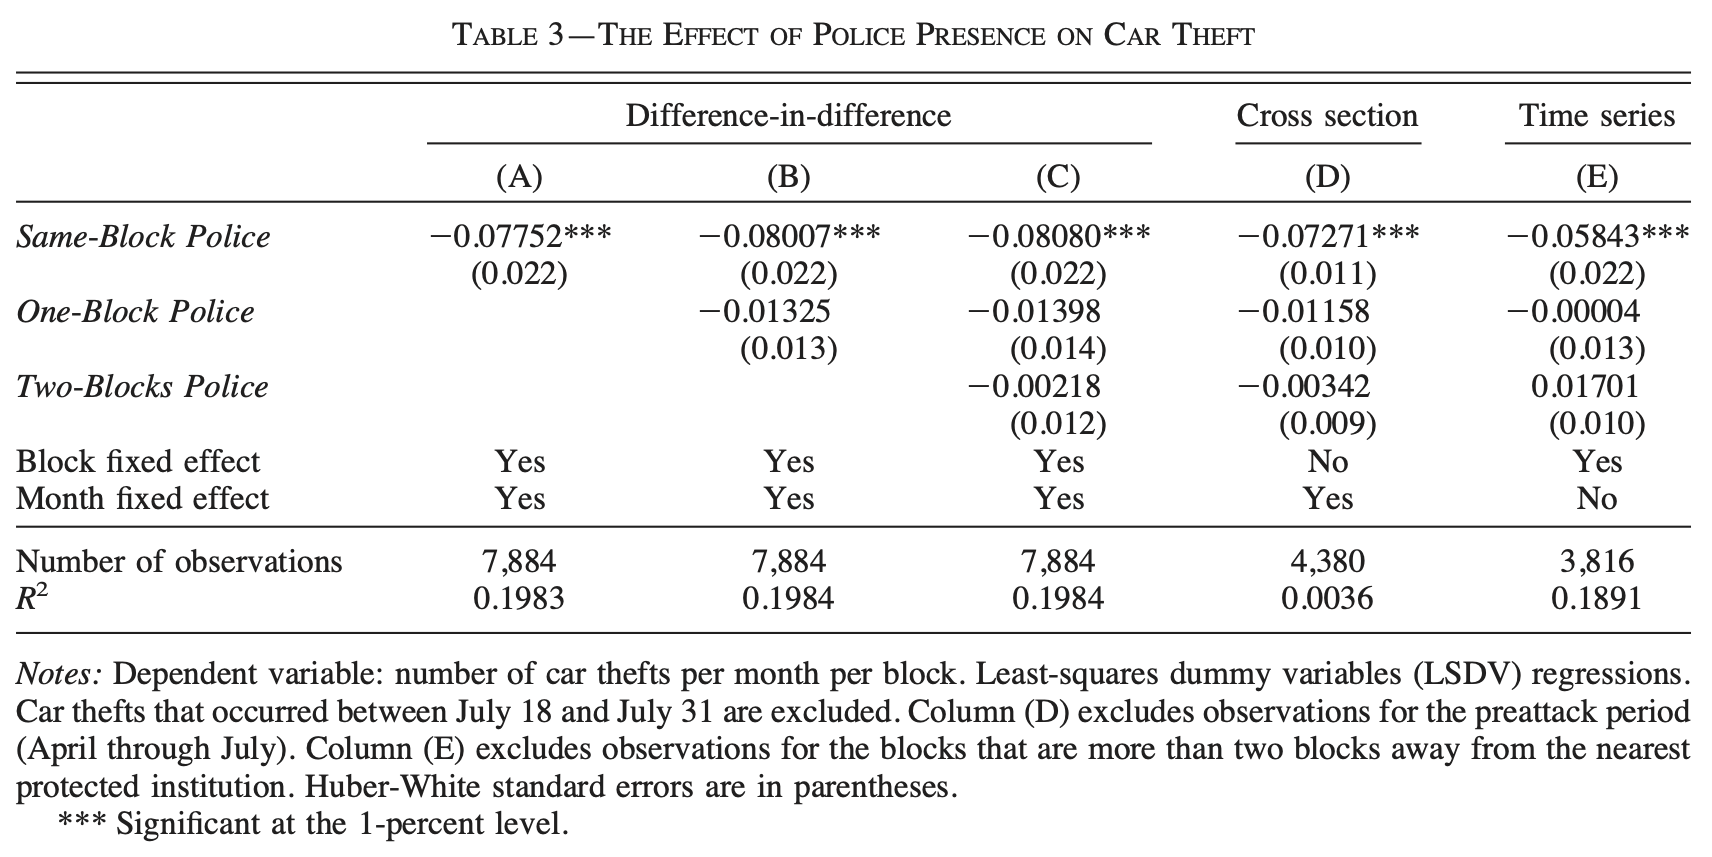 TABLE 3—THE EFFECT OF POLICE PRESENCE ON CAR THEFT
Difference-in-difference Cross section Time series
(A) (B) (C) (D) (E)
Same-Block Police −0.07752*** −0.08007*** −0.08080*** −0.07271*** −0.05843***
(0.022) (0.022) (0.022) (0.011) (0.022)
One-Block Police −0.01325 −0.01398 −0.01158 −0.00004
(0.013) (0.014) (0.010) (0.013)
Two-Blocks Police −0.00218 −0.00342 0.01701
(0.012) (0.009) (0.010)
Block fixed effect Yes Yes Yes No Yes
Month fixed effect Yes Yes Yes Yes No
Number of observations 7,884 7,884 7,884 4,380 3,816
R² 0.1983 0.1984 0.1984 0.0036 0.1891
Notes: Dependent variable: number of car thefts per month per block. Least-squares dummy variables (LSDV) regressions.
Car thefts that occurred between July 18 and July 31 are excluded. Column (D) excludes observations for the preattack period
(April through July). Column (E) excludes observations for the blocks that are more than two blocks away from the nearest
protected institution. Huber-White standard errors are in parentheses.
*** Significant at the 1-percent level.